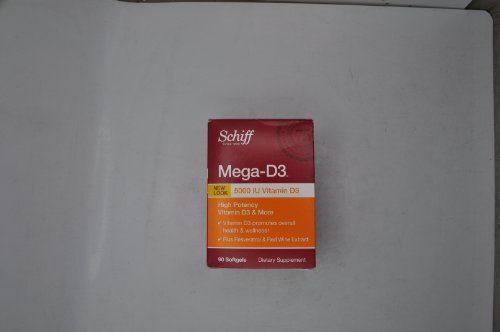 Schiff
Mega-D3
NEW
LOOK
5000 IU Vitamin D3
High Potency
Vitamin D3 & More
✓ Vitamin D3 promotes overall
health & wellness†
✓ Plus Resveratrol & Red Wine Extract
90 Softgels Dietary Supplement